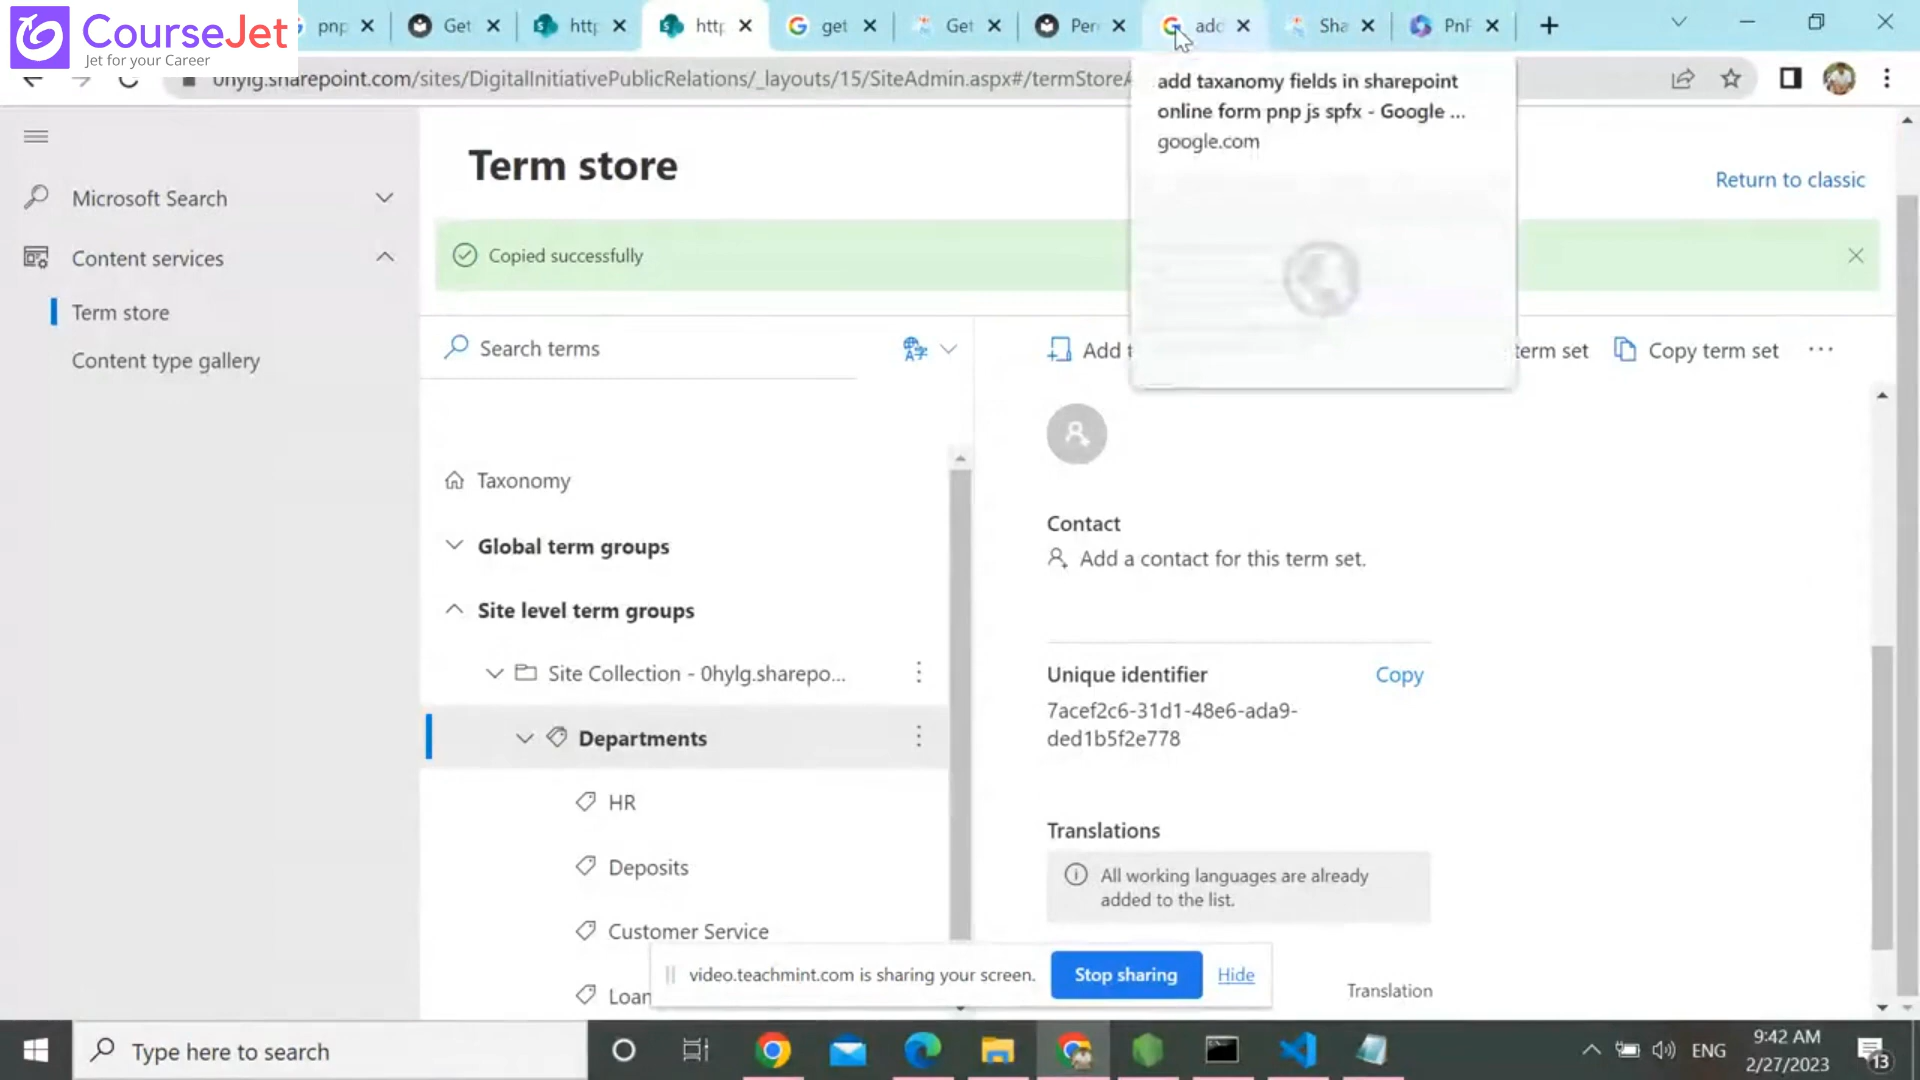 CourseJet
Jet for your Career
pnp
Get
http
http
get
Get
Per
add
Sha
PnF
0hylg.sharepoint.com/sites/DigitalInitiativePublicRelations/_layouts/15/SiteAdmin.aspx#/termStoreA
add taxanomy fields in sharepoint
online form pnp js spfx - Google ...
google.com
Microsoft Search
Content services
Term store
Content type gallery
Term store
Return to classic
Copied successfully
Search terms
Add t
term set
Copy term set
Taxonomy
Global term groups
Site level term groups
Site Collection - 0hylg.sharepo...
Departments
HR
Deposits
Customer Service
Loan
Contact
Add a contact for this term set.
Unique identifier
Copy
7acef2c6-31d1-48e6-ada9-
ded1b5f2e778
Translations
All working languages are already
added to the list.
Translation
video.teachmint.com is sharing your screen.
Stop sharing
Hide
Type here to search
ENG
9:42 AM
2/27/2023
13